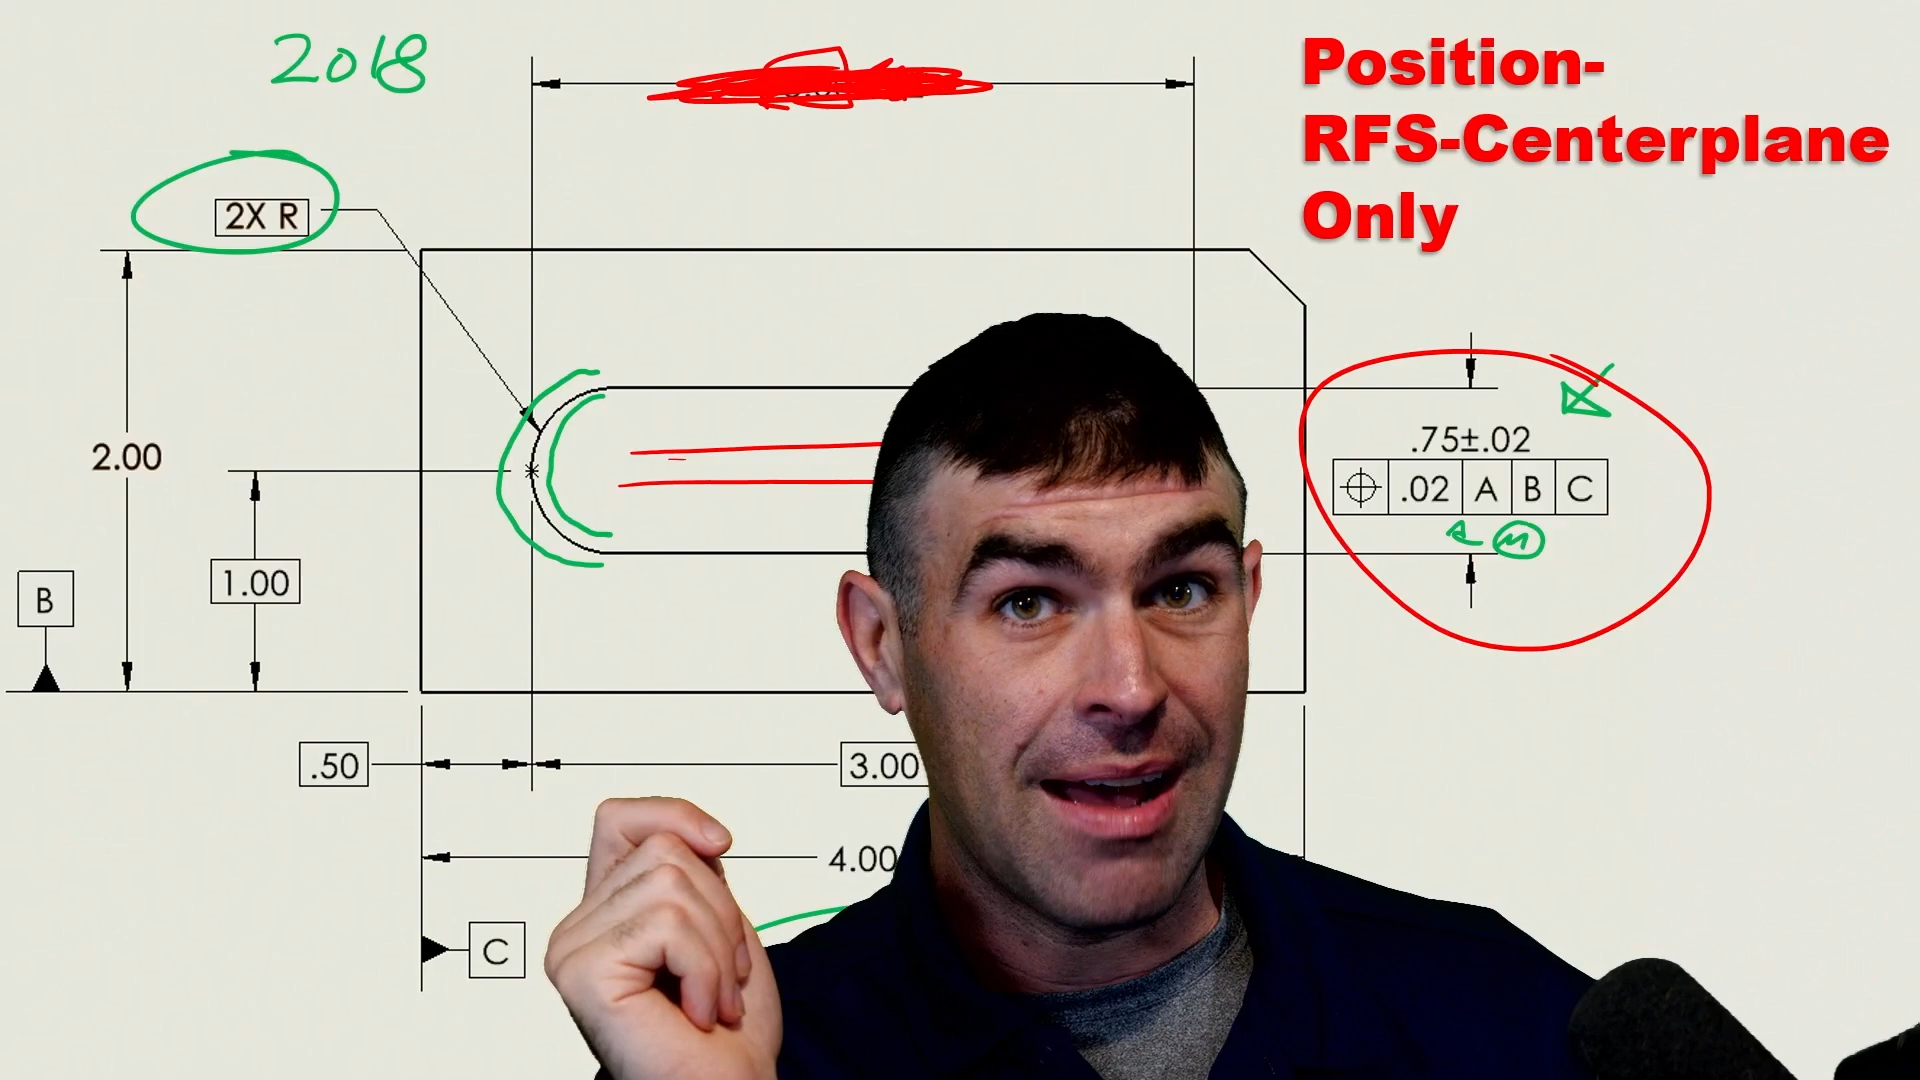 2018
Position-
RFS-Centerplane
Only
2X R
2.00
.75±.02
.02 A B C
M
1.00
B
.50
3.00
4.00
C